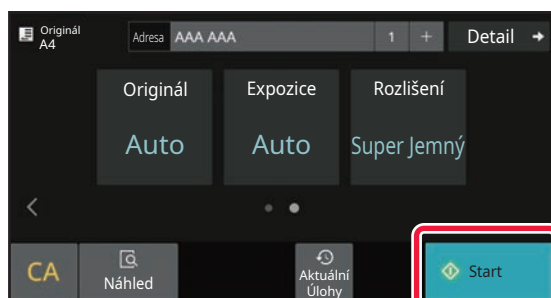 Originál
A4
Adresa AAA AAA 1 + Detail
Originál Expozice Rozlišení
Auto Auto Super Jemný
CA Náhled Aktuální Úlohy Start